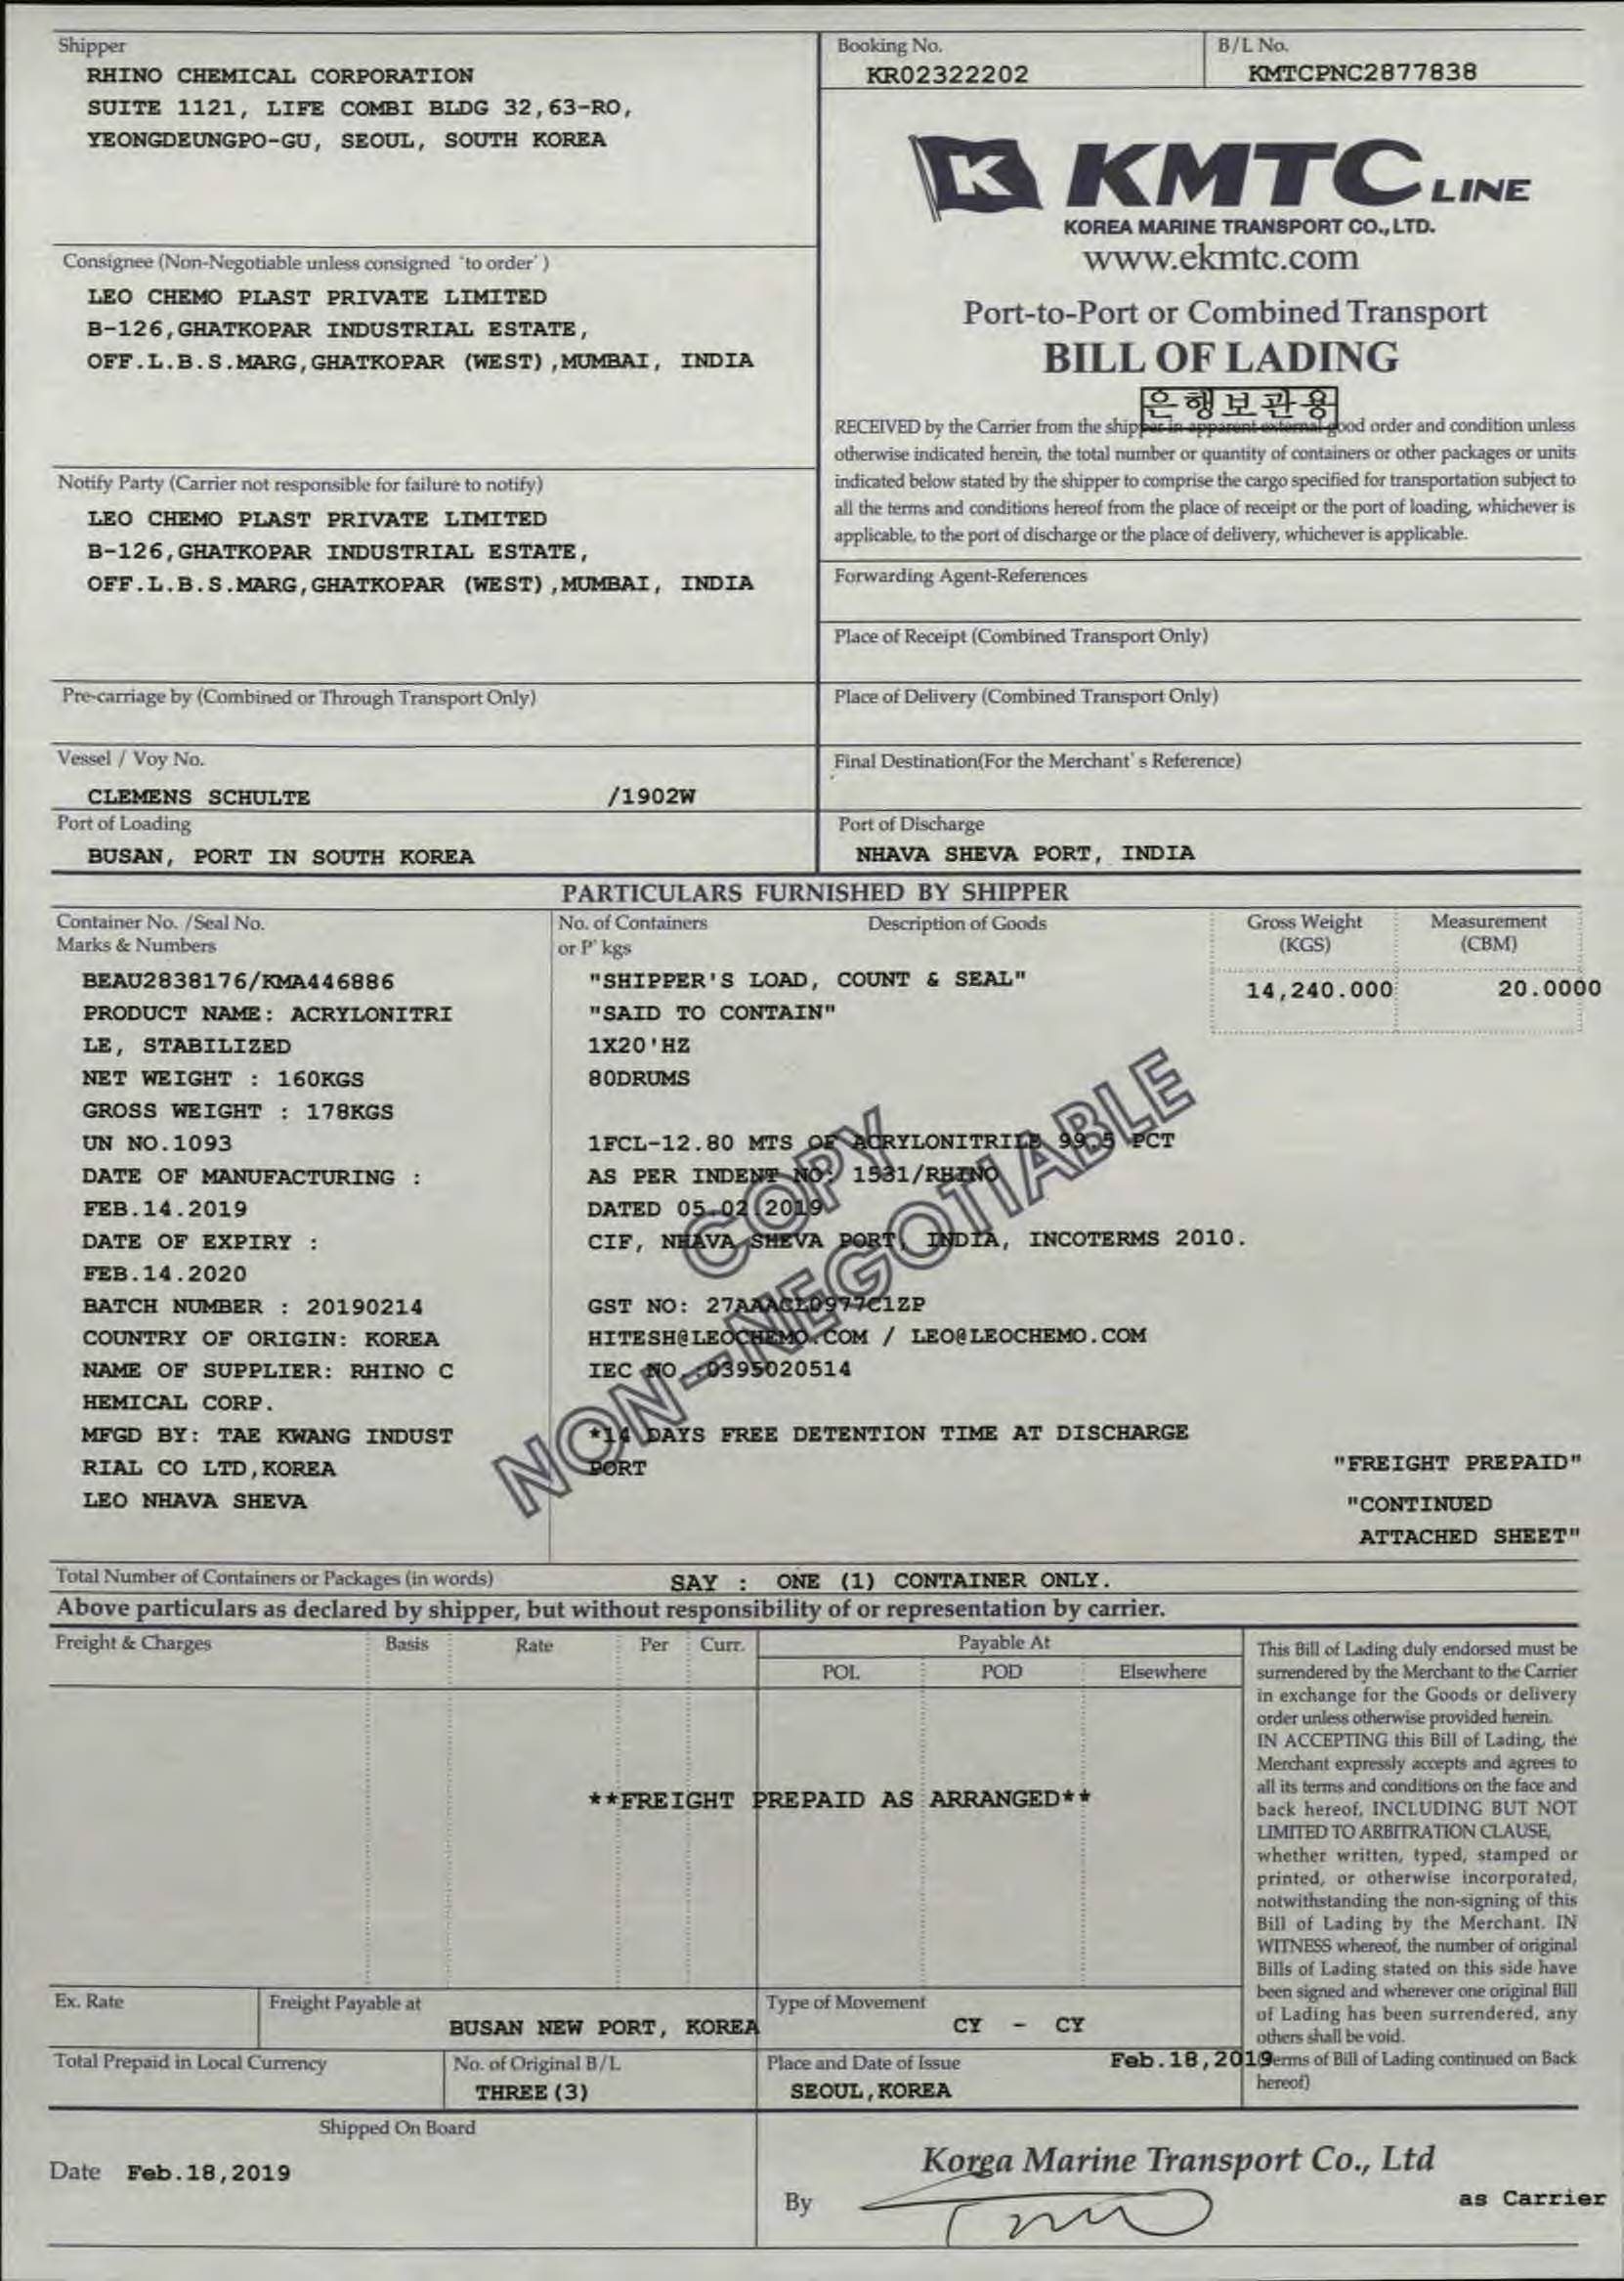 Shipper
RHINO CHEMICAL CORPORATION
SUITE 1121, LIFE COMBI BLDG 32,63-RO,
YEONGDEUNGPO-GU, SEOUL, SOUTH KOREA
Booking No.
KR02322202
B/L No.
KMTCPNC2877838
K KMTC LINE
KOREA MARINE TRANSPORT CO., LTD.
www.ekmtc.com
Port-to-Port or Combined Transport
BILL OF LADING
은행보관용
Consignee (Non-Negotiable unless consigned 'to order' )
LEO CHEMO PLAST PRIVATE LIMITED
B-126,GHATKOPAR INDUSTRIAL ESTATE,
OFF.L.B.S.MARG,GHATKOPAR (WEST),MUMBAI, INDIA
RECEIVED by the Carrier from the shipper in apparent external good order and condition unless
otherwise indicated herein, the total number or quantity of containers or other packages or units
indicated below stated by the shipper to comprise the cargo specified for transportation subject to
all the terms and conditions hereof from the place of receipt or the port of loading, whichever is
applicable, to the port of discharge or the place of delivery, whichever is applicable.
Notify Party (Carrier not responsible for failure to notify)
LEO CHEMO PLAST PRIVATE LIMITED
B-126,GHATKOPAR INDUSTRIAL ESTATE,
OFF.L.B.S.MARG,GHATKOPAR (WEST),MUMBAI, INDIA
Forwarding Agent-References
Place of Receipt (Combined Transport Only)
Pre-carriage by (Combined or Through Transport Only)
Place of Delivery (Combined Transport Only)
Vessel / Voy No.
CLEMENS SCHULTE /1902W
Final Destination(For the Merchant's Reference)
Port of Loading
BUSAN, PORT IN SOUTH KOREA
Port of Discharge
NHAVA SHEVA PORT, INDIA
PARTICULARS FURNISHED BY SHIPPER
Container No. /Seal No.
Marks & Numbers
No. of Containers
or P'kgs
Description of Goods
Gross Weight
(KGS)
Measurement
(CBM)
BEAU2838176/KMA446886
PRODUCT NAME: ACRYLONITRI
LE, STABILIZED
NET WEIGHT : 160KGS
GROSS WEIGHT : 178KGS
UN NO.1093
DATE OF MANUFACTURING :
FEB.14.2019
DATE OF EXPIRY :
FEB.14.2020
BATCH NUMBER : 20190214
COUNTRY OF ORIGIN: KOREA
NAME OF SUPPLIER: RHINO C
HEMICAL CORP.
MFGD BY: TAE KWANG INDUST
RIAL CO LTD,KOREA
LEO NHAVA SHEVA
"SHIPPER'S LOAD, COUNT & SEAL"
"SAID TO CONTAIN"
1X20'HZ
80DRUMS
1FCL-12.80 MTS OF ACRYLONITRILE 99.5 PCT
AS PER INDENT NO: 1531/RHINO
DATED 05.02.2019
CIF, NHAVA SHEVA PORT, INDIA, INCOTERMS 2010.
GST NO: 27AAACL0977C1ZP
HITESH@LEOCHEMO.COM / LEO@LEOCHEMO.COM
IEC NO.:0395020514
*14 DAYS FREE DETENTION TIME AT DISCHARGE
PORT
14,240.000
20.0000
COPY
NON-NEGOTIABLE
"FREIGHT PREPAID"
"CONTINUED
ATTACHED SHEET"
Total Number of Containers or Packages (in words)
SAY : ONE (1) CONTAINER ONLY.
Above particulars as declared by shipper, but without responsibility of or representation by carrier.
Freight & Charges
Basis
Rate
Per
Curr.
Payable At
POL
POD
Elsewhere
**FREIGHT PREPAID AS ARRANGED**
This Bill of Lading duly endorsed must be
surrendered by the Merchant to the Carrier
in exchange for the Goods or delivery
order unless otherwise provided herein.
IN ACCEPTING this Bill of Lading, the
Merchant expressly accepts and agrees to
all its terms and conditions on the face and
back hereof, INCLUDING BUT NOT
LIMITED TO ARBITRATION CLAUSE,
whether written, typed, stamped or
printed, or otherwise incorporated,
notwithstanding the non-signing of this
Bill of Lading by the Merchant. IN
WITNESS whereof, the number of original
Bills of Lading stated on this side have
been signed and wherever one original Bill
of Lading has been surrendered, any
others shall be void.
(Terms of Bill of Lading continued on Back
hereof)
Ex. Rate
Freight Payable at
BUSAN NEW PORT, KOREA
Type of Movement
CY - CY
Total Prepaid in Local Currency
No. of Original B/L
THREE(3)
Place and Date of Issue
Feb.18,2019
SEOUL,KOREA
Shipped On Board
Date Feb.18,2019
Korea Marine Transport Co., Ltd
By
as Carrier